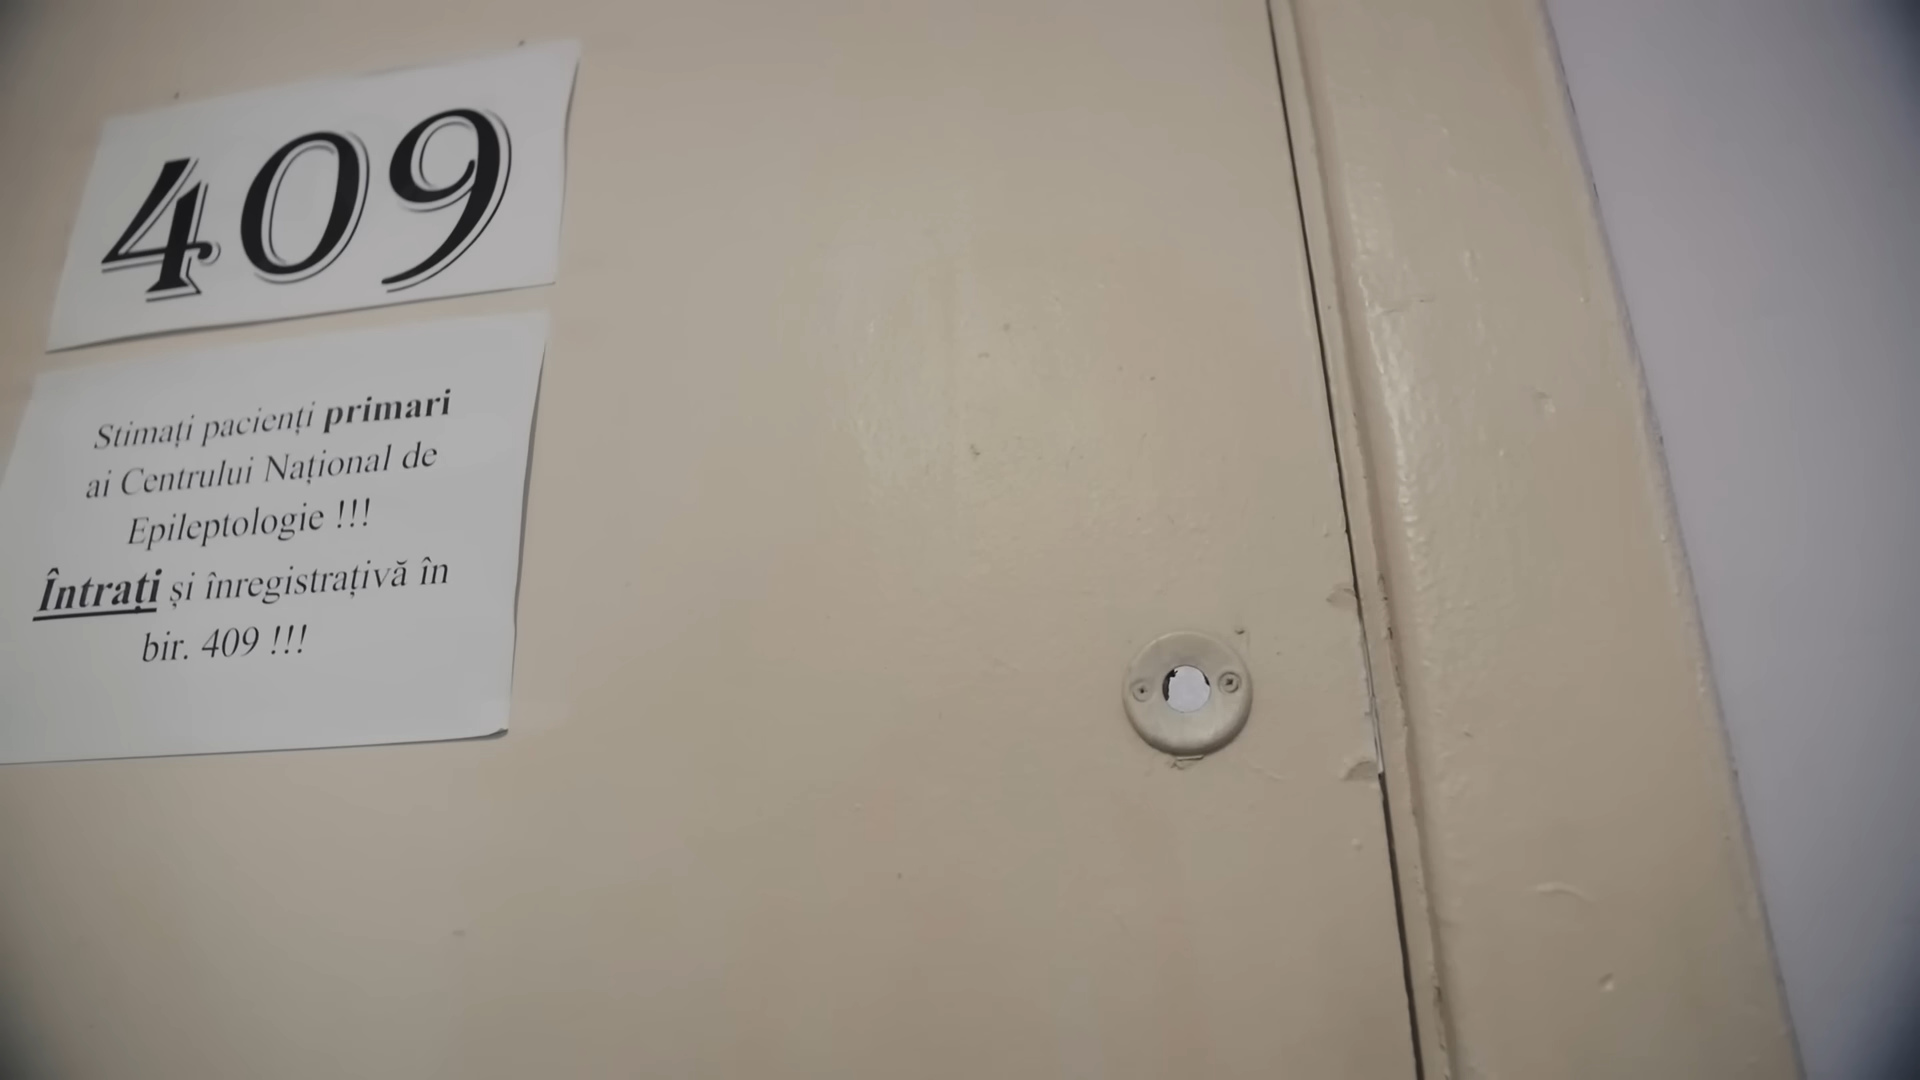 409
Stimați pacienți primari
ai Centrului Național de
Epileptologie !!!
Întrați și înregistrațivă în
bir. 409 !!!